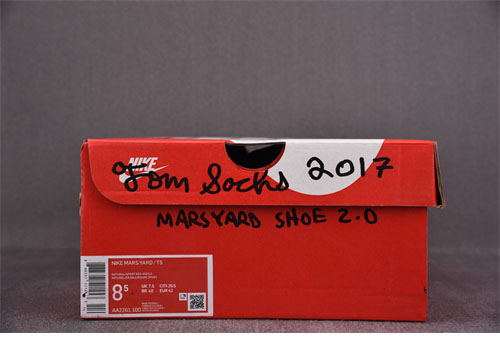 NIKE
Tom Sachs 2017
MARSYARD SHOE 2.0
NIKE MARS YARD / TS
8.5
UK 7.5
EUR 42
AA2261 100